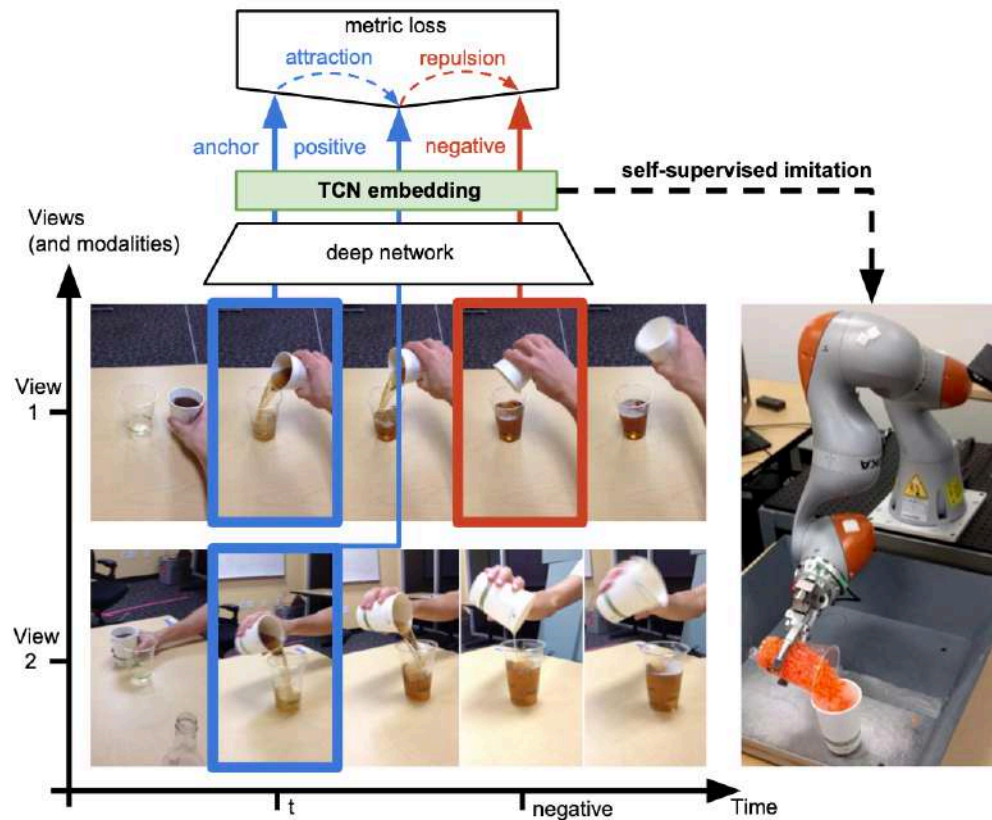 metric loss
attraction
repulsion
anchor
positive
negative
self-supervised imitation
TCN embedding
Views
(and modalities)
deep network
View
1
KA
View
2
t
negative
Time